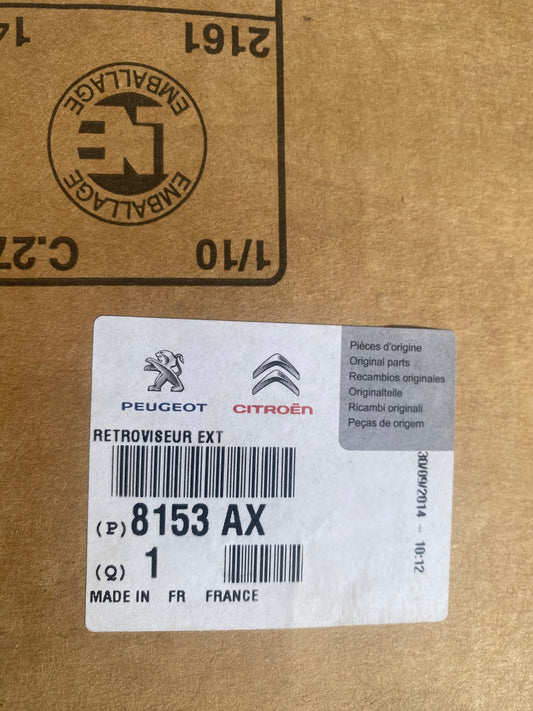 14
2161
EMBALLAGE
EMBALLAGE
1/10
PEUGEOT
CITROËN
Pièces d'origine
Original parts
Recambios originales
Originalteile
Ricambi originali
Peças de origem
RETROVISEUR EXT
(P) 8153 AX
(Q) 1
MADE IN FR FRANCE
30/09/2014 - 10:12